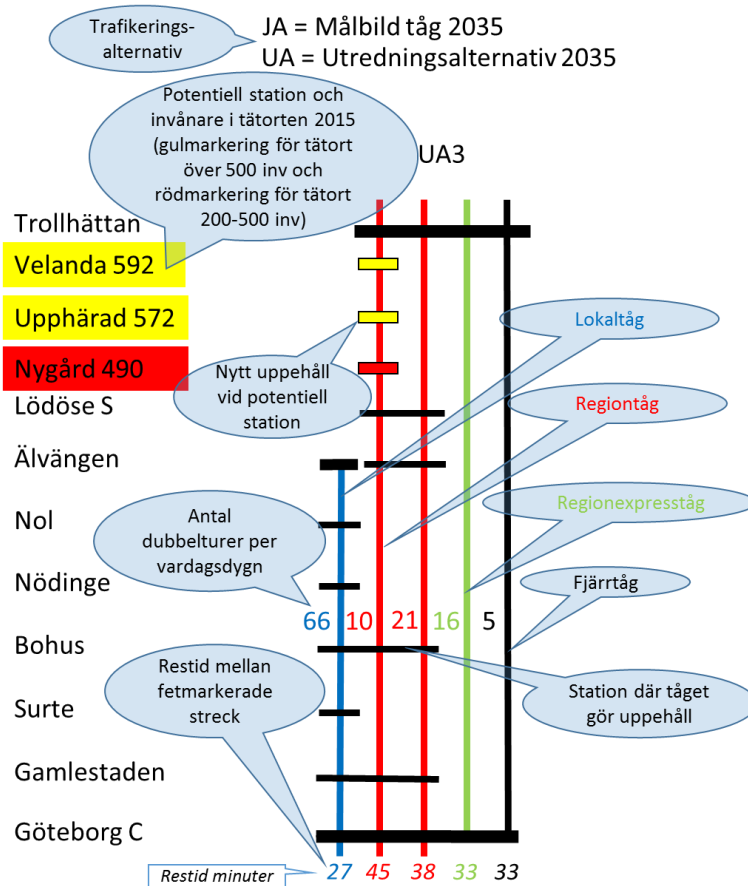 Trafikerings-
alternativ
JA = Målbild tåg 2035
UA = Utredningsalternativ 2035
Potentiell station och
invånare i tätorten 2015
(gulmarkering för tätort
över 500 inv och
rödmarkering för tätort
200-500 inv)
UA3
Trollhättan
Velanda 592
Upphärad 572
Lokaltåg
Nygård 490
Nytt uppehåll
vid potentiell
station
Lödöse S
Regiontåg
Älvängen
Regionexpresståg
Nol
Antal
dubbelturer per
vardagsdygn
Nödinge
Fjärrtåg
66 10 21 16 5
Bohus
Restid mellan
fetmarkerade
streck
Station där tåget
gör uppehåll
Surte
Gamlestaden
Göteborg C
Restid minuter 27 45 38 33 33